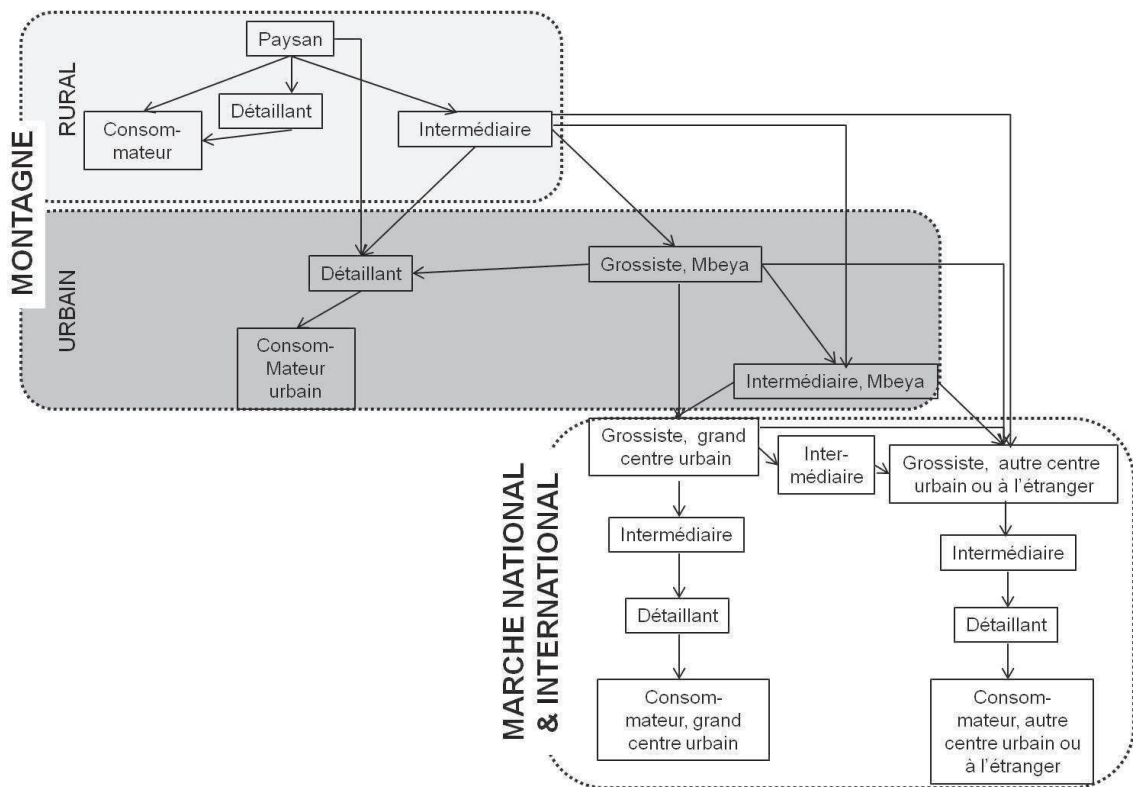 MONTAGNE
RURAL
Paysan
Détaillant
Consom-
mateur
Intermédiaire
URBAIN
Détaillant
Grossiste, Mbeya
Consom-
Mateur
urbain
Intermédiaire, Mbeya
MARCHE NATIONAL
& INTERNATIONAL
Grossiste, grand
centre urbain
Inter-
médiaire
Grossiste, autre centre
urbain ou à l'étranger
Intermédiaire
Intermédiaire
Détaillant
Détaillant
Consom-
mateur, grand
centre urbain
Consom-
mateur, autre
centre urbain ou
à l'étranger